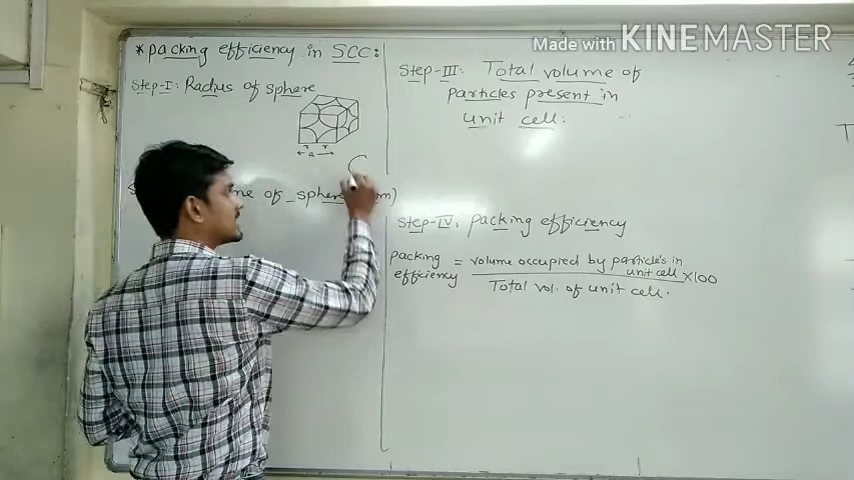 Made with KINEMASTER
*packing efficiency in SCC:
Step-I: Radius of sphere
r r
a
of sphere
Step-III: Total volume of
particles present in
unit cell:
Step-IV: packing efficiency
packing efficiency = volume occupied by particle's in unit cell ×100
Total vol. of unit cell.